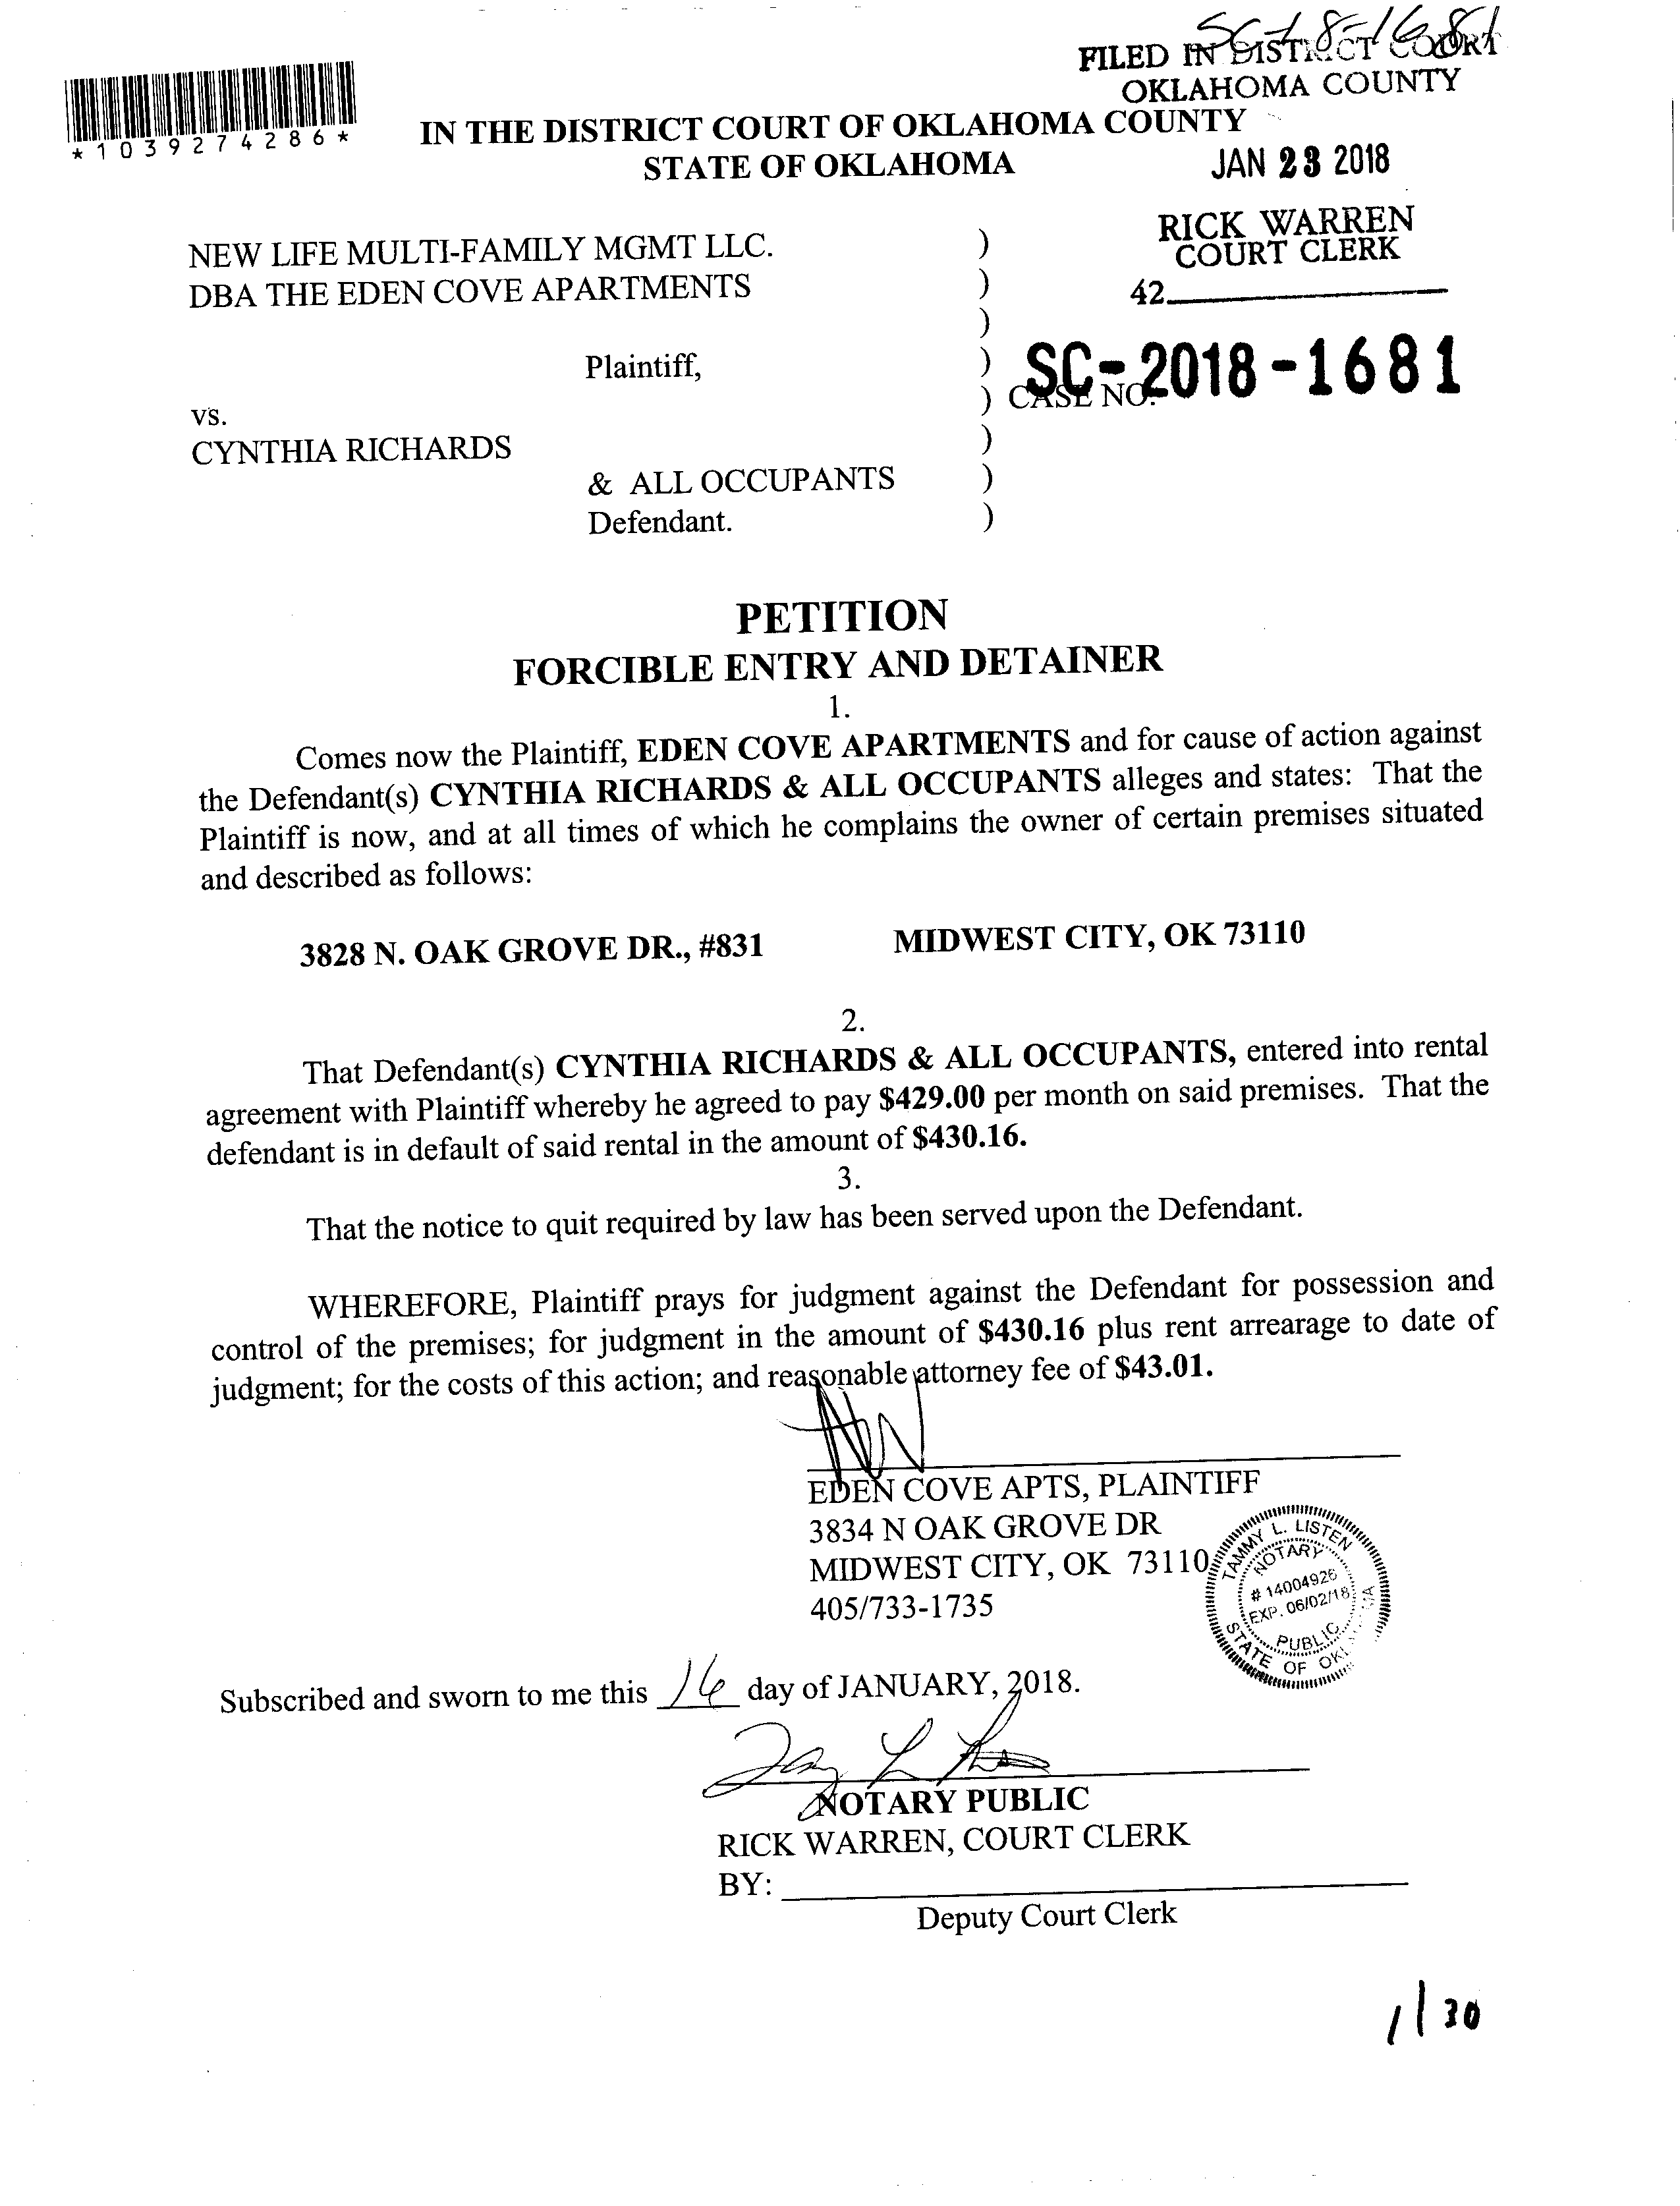 SC-18-1681
FILED IN DISTRICT COURT
OKLAHOMA COUNTY
*1039274286*
IN THE DISTRICT COURT OF OKLAHOMA COUNTY
STATE OF OKLAHOMA
JAN 23 2018
RICK WARREN
COURT CLERK
42
NEW LIFE MULTI-FAMILY MGMT LLC. )
DBA THE EDEN COVE APARTMENTS )
)
Plaintiff, )
SC-2018-1681
) CASE NO.
vs.
CYNTHIA RICHARDS )
& ALL OCCUPANTS )
Defendant. )
PETITION
FORCIBLE ENTRY AND DETAINER
1.
Comes now the Plaintiff, EDEN COVE APARTMENTS and for cause of action against
the Defendant(s) CYNTHIA RICHARDS & ALL OCCUPANTS alleges and states: That the
Plaintiff is now, and at all times of which he complains the owner of certain premises situated
and described as follows:
3828 N. OAK GROVE DR., #831 MIDWEST CITY, OK 73110
2.
That Defendant(s) CYNTHIA RICHARDS & ALL OCCUPANTS, entered into rental
agreement with Plaintiff whereby he agreed to pay $429.00 per month on said premises. That the
defendant is in default of said rental in the amount of $430.16.
3.
That the notice to quit required by law has been served upon the Defendant.
WHEREFORE, Plaintiff prays for judgment against the Defendant for possession and
control of the premises; for judgment in the amount of $430.16 plus rent arrearage to date of
judgment; for the costs of this action; and reasonable attorney fee of $43.01.
EDEN COVE APTS, PLAINTIFF
3834 N OAK GROVE DR
MIDWEST CITY, OK 73110
405/733-1735
TAMMY L. LISTEN
NOTARY
# 14004926
EXP. 06/02/18
PUBLIC
STATE OF
Subscribed and sworn to me this 16 day of JANUARY, 2018.
NOTARY PUBLIC
RICK WARREN, COURT CLERK
BY:
Deputy Court Clerk
1/30